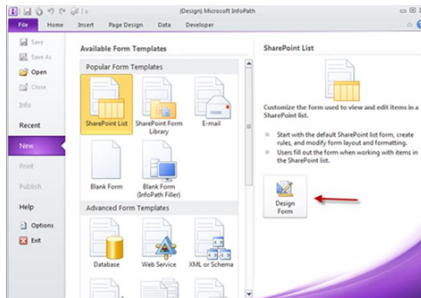 (Design) Microsoft InfoPath
File Home Insert Page Design Data Developer
Save
Save As
Open
Close
Info
Recent
New
Print
Publish
Help
Options
Exit
Available Form Templates
Popular Form Templates
SharePoint List
SharePoint Form
Library
E-mail
Blank Form
Blank Form
(InfoPath Filler)
Advanced Form Templates
Database
Web Service
XML or Schema
SharePoint List
Customize the form used to view and edit items in a
SharePoint list.
Start with the default SharePoint list form, create
rules, and modify form layout and formatting.
Users fill out the form when working with items in
the SharePoint list.
Design
Form